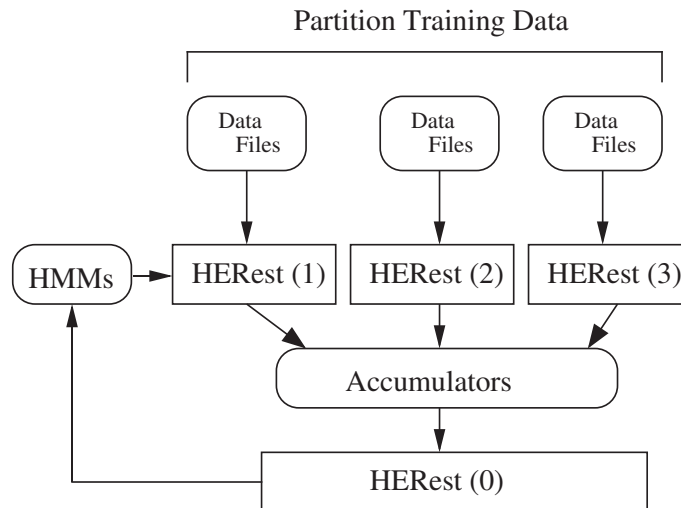 Partition Training Data
Data
Files
Data
Files
Data
Files
HMMs
HERest (1)
HERest (2)
HERest (3)
Accumulators
HERest (0)